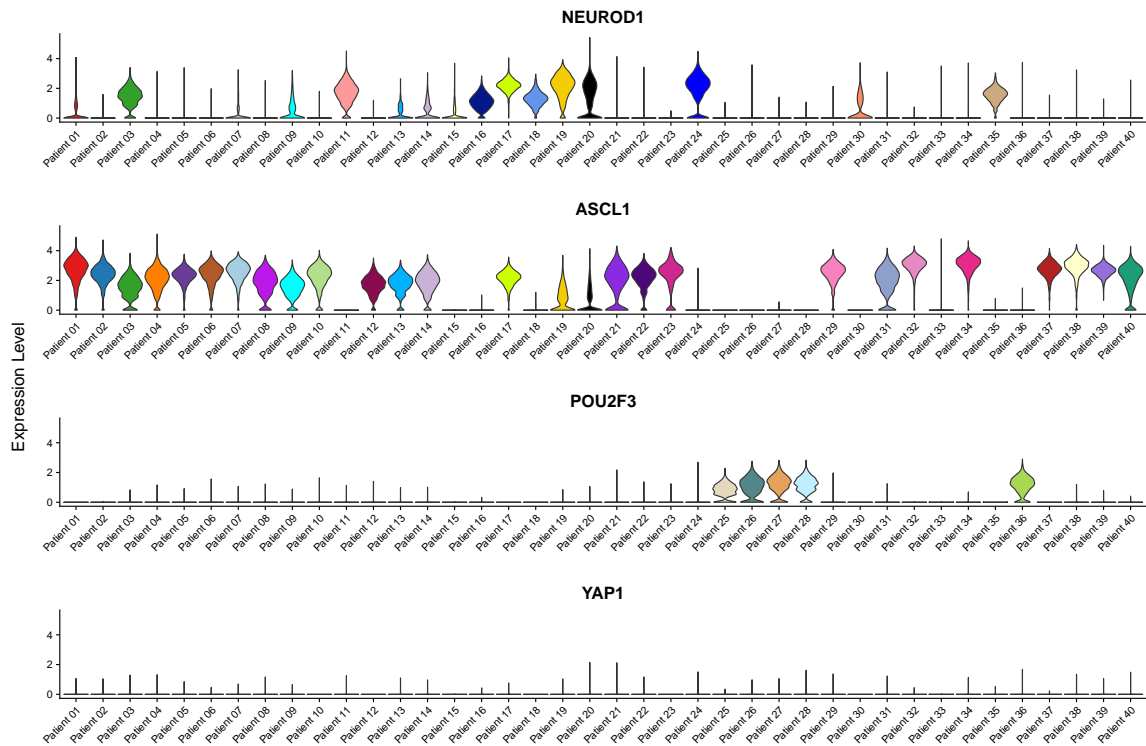 NEUROD1
4
2
0
Patient 01 Patient 02 Patient 03 Patient 04 Patient 05 Patient 06 Patient 07 Patient 08 Patient 09 Patient 10 Patient 11 Patient 12 Patient 13 Patient 14 Patient 15 Patient 16 Patient 17 Patient 18 Patient 19 Patient 20 Patient 21 Patient 22 Patient 23 Patient 24 Patient 25 Patient 26 Patient 27 Patient 28 Patient 29 Patient 30 Patient 31 Patient 32 Patient 33 Patient 34 Patient 35 Patient 36 Patient 37 Patient 38 Patient 39 Patient 40
ASCL1
4
2
0
Patient 01 Patient 02 Patient 03 Patient 04 Patient 05 Patient 06 Patient 07 Patient 08 Patient 09 Patient 10 Patient 11 Patient 12 Patient 13 Patient 14 Patient 15 Patient 16 Patient 17 Patient 18 Patient 19 Patient 20 Patient 21 Patient 22 Patient 23 Patient 24 Patient 25 Patient 26 Patient 27 Patient 28 Patient 29 Patient 30 Patient 31 Patient 32 Patient 33 Patient 34 Patient 35 Patient 36 Patient 37 Patient 38 Patient 39 Patient 40
Expression Level
POU2F3
4
2
0
Patient 01 Patient 02 Patient 03 Patient 04 Patient 05 Patient 06 Patient 07 Patient 08 Patient 09 Patient 10 Patient 11 Patient 12 Patient 13 Patient 14 Patient 15 Patient 16 Patient 17 Patient 18 Patient 19 Patient 20 Patient 21 Patient 22 Patient 23 Patient 24 Patient 25 Patient 26 Patient 27 Patient 28 Patient 29 Patient 30 Patient 31 Patient 32 Patient 33 Patient 34 Patient 35 Patient 36 Patient 37 Patient 38 Patient 39 Patient 40
YAP1
4
2
0
Patient 01 Patient 02 Patient 03 Patient 04 Patient 05 Patient 06 Patient 07 Patient 08 Patient 09 Patient 10 Patient 11 Patient 12 Patient 13 Patient 14 Patient 15 Patient 16 Patient 17 Patient 18 Patient 19 Patient 20 Patient 21 Patient 22 Patient 23 Patient 24 Patient 25 Patient 26 Patient 27 Patient 28 Patient 29 Patient 30 Patient 31 Patient 32 Patient 33 Patient 34 Patient 35 Patient 36 Patient 37 Patient 38 Patient 39 Patient 40